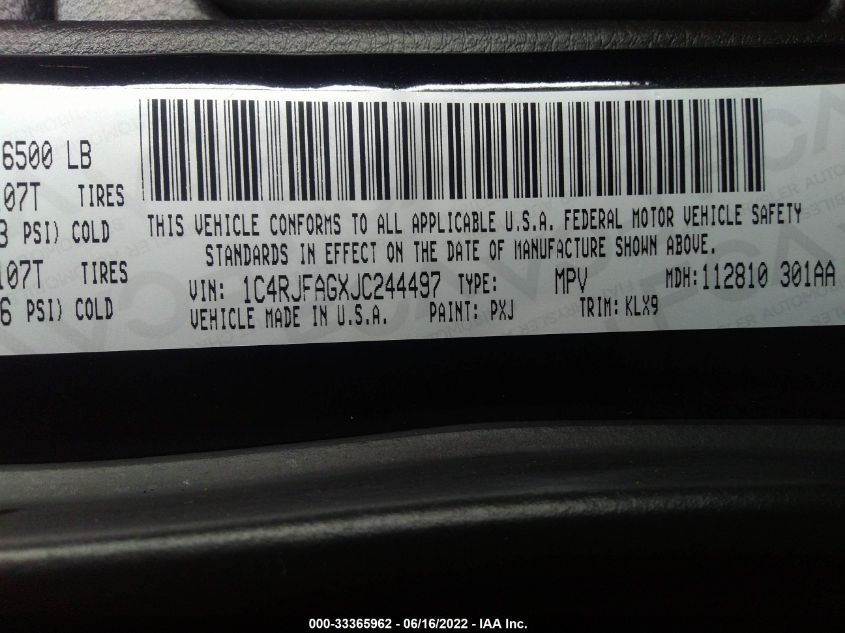 6500 LB
07T TIRES
PSI) COLD
THIS VEHICLE CONFORMS TO ALL APPLICABLE U.S.A. FEDERAL MOTOR VEHICLE SAFETY
STANDARDS IN EFFECT ON THE DATE OF MANUFACTURE SHOWN ABOVE.
107T TIRES
VIN: 1C4RJFAGXJC244497 TYPE: MPV MDH:112810 301AA
6 PSI) COLD
VEHICLE MADE IN U.S.A. PAINT: PXJ TRIM: KLX9
000-33365962 - 06/16/2022 - IAA Inc.